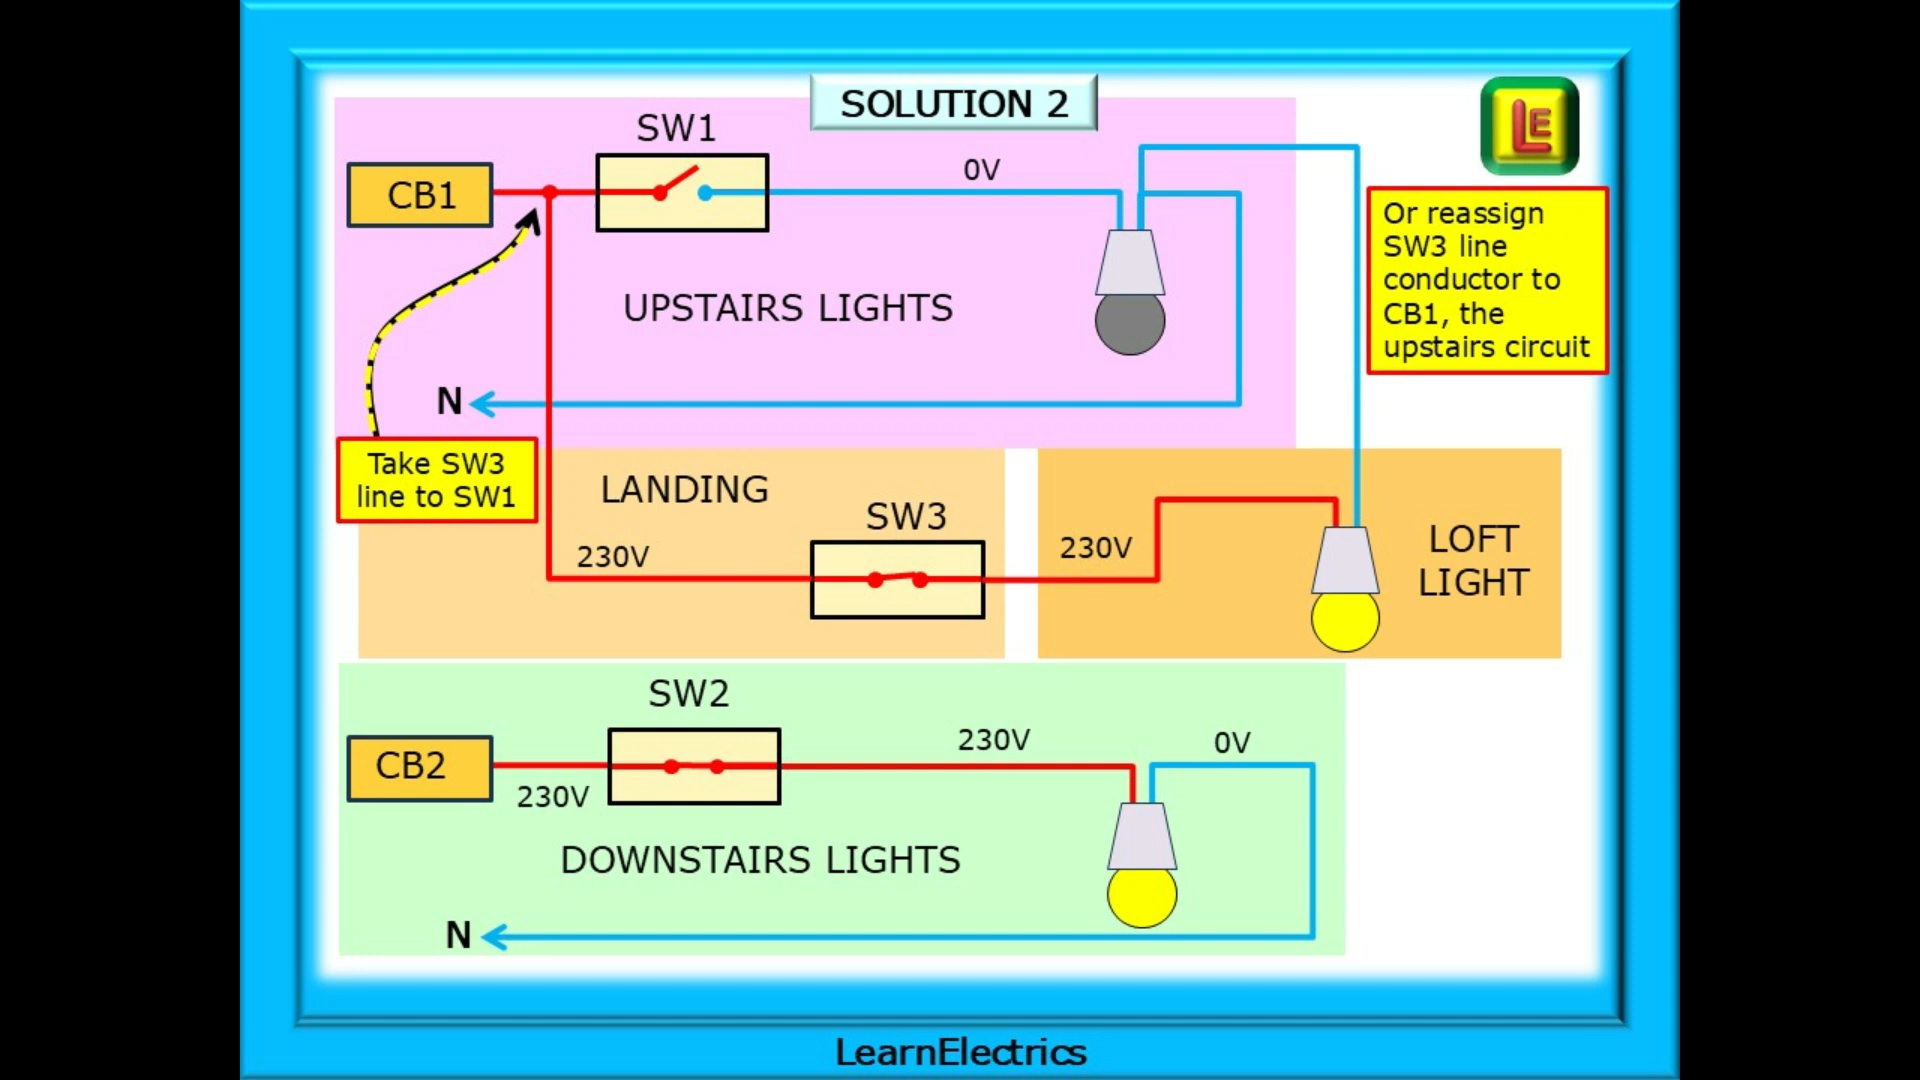 SOLUTION 2
LE
SW1
CB1
0V
Or reassign
SW3 line
conductor to
CB1, the
upstairs circuit
UPSTAIRS LIGHTS
N
Take SW3
line to SW1
LANDING
SW3
230V
230V
LOFT
LIGHT
SW2
CB2
230V
230V
0V
DOWNSTAIRS LIGHTS
N
LearnElectrics